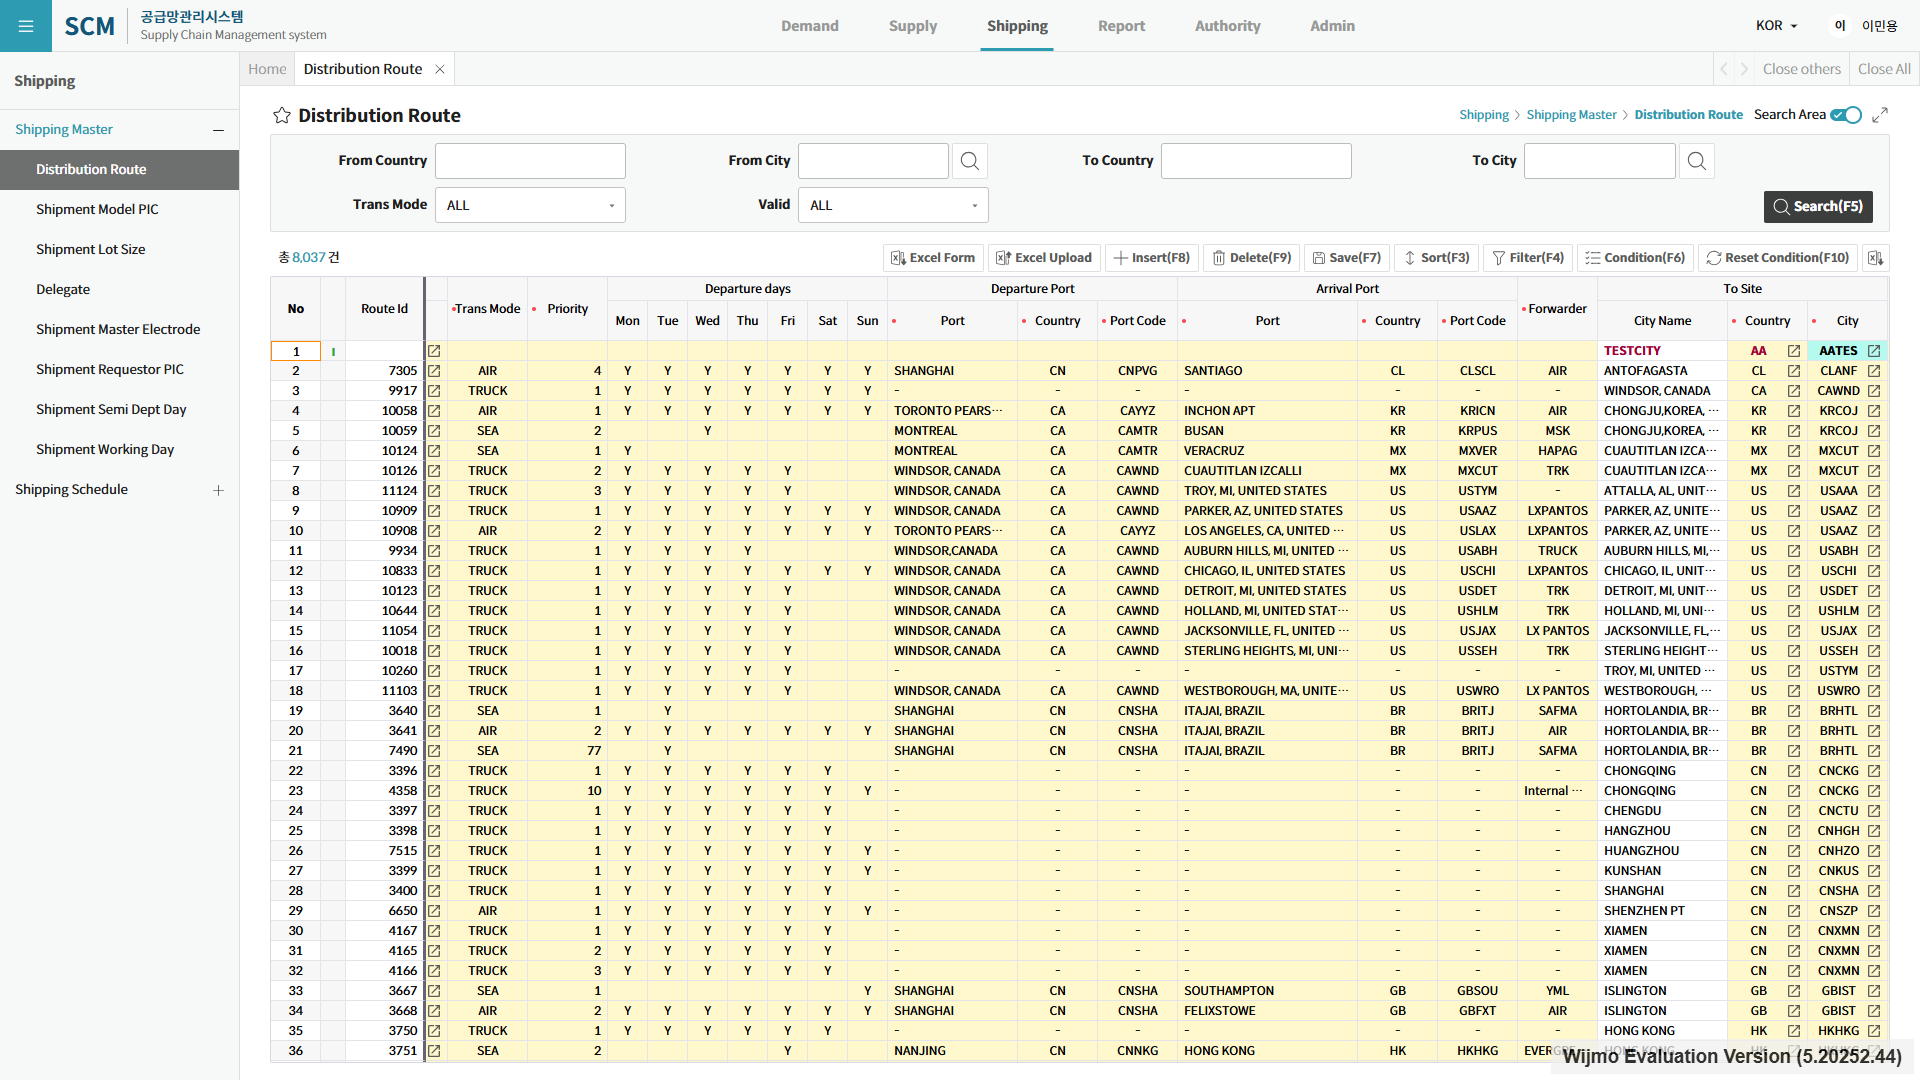 SCM 공급망관리시스템 Supply Chain Management system
Demand Supply Shipping Report Authority Admin
KOR 이 이민용
Shipping
Home Distribution Route Close others Close All
Shipping Master
Distribution Route
Shipment Model PIC
Shipment Lot Size
Delegate
Shipment Master Electrode
Shipment Requestor PIC
Shipment Semi Dept Day
Shipment Working Day
Shipping Schedule
Distribution Route
Shipping > Shipping Master > Distribution Route Search Area
From Country From City To Country To City
Trans Mode ALL Valid ALL Search(F5)
총 8,037 건 Excel Form Excel Upload Insert(F8) Delete(F9) Save(F7) Sort(F3) Filter(F4) Condition(F6) Reset Condition(F10)
No Route Id Trans Mode Priority Departure days Departure Port Arrival Port Forwarder To Site
Mon Tue Wed Thu Fri Sat Sun Port Country Port Code Port Country Port Code City Name Country City
1 I TESTCITY AA AATES
2 7305 AIR 4 Y Y Y Y Y Y Y SHANGHAI CN CNPVG SANTIAGO CL CLSCL AIR ANTOFAGASTA CL CLANF
3 9917 TRUCK 1 Y Y Y Y Y Y Y - - - - - - - WINDSOR, CANADA CA CAWND
4 10058 AIR 1 Y Y Y Y Y Y Y TORONTO PEARS··· CA CAYYZ INCHON APT KR KRICN AIR CHONGJU,KOREA, ··· KR KRCOJ
5 10059 SEA 2 Y MONTREAL CA CAMTR BUSAN KR KRPUS MSK CHONGJU,KOREA, ··· KR KRCOJ
6 10124 SEA 1 Y MONTREAL CA CAMTR VERACRUZ MX MXVER HAPAG CUAUTITLAN IZCA··· MX MXCUT
7 10126 TRUCK 2 Y Y Y Y Y WINDSOR, CANADA CA CAWND CUAUTITLAN IZCALLI MX MXCUT TRK CUAUTITLAN IZCA··· MX MXCUT
8 11124 TRUCK 3 Y Y Y Y Y WINDSOR, CANADA CA CAWND TROY, MI, UNITED STATES US USTYM - ATTALLA, AL, UNIT··· US USAAA
9 10909 TRUCK 1 Y Y Y Y Y Y Y WINDSOR, CANADA CA CAWND PARKER, AZ, UNITED STATES US USAAZ LXPANTOS PARKER, AZ, UNITE··· US USAAZ
10 10908 AIR 2 Y Y Y Y Y Y Y TORONTO PEARS··· CA CAYYZ LOS ANGELES, CA, UNITED ··· US USLAX LXPANTOS PARKER, AZ, UNITE··· US USAAZ
11 9934 TRUCK 1 Y Y Y Y WINDSOR,CANADA CA CAWND AUBURN HILLS, MI, UNITED ··· US USABH TRUCK AUBURN HILLS, MI,··· US USABH
12 10833 TRUCK 1 Y Y Y Y Y Y Y WINDSOR, CANADA CA CAWND CHICAGO, IL, UNITED STATES US USCHI LXPANTOS CHICAGO, IL, UNIT··· US USCHI
13 10123 TRUCK 1 Y Y Y Y Y WINDSOR, CANADA CA CAWND DETROIT, MI, UNITED STATES US USDET TRK DETROIT, MI, UNIT··· US USDET
14 10644 TRUCK 1 Y Y Y Y Y WINDSOR, CANADA CA CAWND HOLLAND, MI, UNITED STAT··· US USHLM TRK HOLLAND, MI, UNI··· US USHLM
15 11054 TRUCK 1 Y Y Y Y Y WINDSOR, CANADA CA CAWND JACKSONVILLE, FL, UNITED ··· US USJAX LX PANTOS JACKSONVILLE, FL,··· US USJAX
16 10018 TRUCK 1 Y Y Y Y Y WINDSOR, CANADA CA CAWND STERLING HEIGHTS, MI, UNI··· US USSEH TRK STERLING HEIGHT··· US USSEH
17 10260 TRUCK 1 Y Y Y Y Y - - - - - - - TROY, MI, UNITED ··· US USTYM
18 11103 TRUCK 1 Y Y Y Y Y WINDSOR, CANADA CA CAWND WESTBOROUGH, MA, UNITE··· US USWRO LX PANTOS WESTBOROUGH, ··· US USWRO
19 3640 SEA 1 Y SHANGHAI CN CNSHA ITAJAI, BRAZIL BR BRITJ SAFMA HORTOLANDIA, BR··· BR BRHTL
20 3641 AIR 2 Y Y Y Y Y Y Y SHANGHAI CN CNSHA ITAJAI, BRAZIL BR BRITJ AIR HORTOLANDIA, BR··· BR BRHTL
21 7490 SEA 77 Y SHANGHAI CN CNSHA ITAJAI, BRAZIL BR BRITJ SAFMA HORTOLANDIA, BR··· BR BRHTL
22 3396 TRUCK 1 Y Y Y Y Y Y - - - - - - - CHONGQING CN CNCKG
23 4358 TRUCK 10 Y Y Y Y Y Y Y - - - - - - Internal ··· CHONGQING CN CNCKG
24 3397 TRUCK 1 Y Y Y Y Y Y - - - - - - - CHENGDU CN CNCTU
25 3398 TRUCK 1 Y Y Y Y Y Y - - - - - - - HANGZHOU CN CNHGH
26 7515 TRUCK 1 Y Y Y Y Y Y Y - - - - - - - HUANGZHOU CN CNHZO
27 3399 TRUCK 1 Y Y Y Y Y Y Y - - - - - - - KUNSHAN CN CNKUS
28 3400 TRUCK 1 Y Y Y Y Y Y - - - - - - - SHANGHAI CN CNSHA
29 6650 AIR 1 Y Y Y Y Y Y Y - - - - - - - SHENZHEN PT CN CNSZP
30 4167 TRUCK 1 Y Y Y Y Y Y - - - - - - - XIAMEN CN CNXMN
31 4165 TRUCK 2 Y Y Y Y Y Y - - - - - - - XIAMEN CN CNXMN
32 4166 TRUCK 3 Y Y Y Y Y Y - - - - - - - XIAMEN CN CNXMN
33 3667 SEA 1 Y SHANGHAI CN CNSHA SOUTHAMPTON GB GBSOU YML ISLINGTON GB GBIST
34 3668 AIR 2 Y Y Y Y Y Y Y SHANGHAI CN CNSHA FELIXSTOWE GB GBFXT AIR ISLINGTON GB GBIST
35 3750 TRUCK 1 Y Y Y Y Y Y - - - - - - - HONG KONG HK HKHKG
36 3751 SEA 2 Y NANJING CN CNNKG HONG KONG HK HKHKG
Wijmo Evaluation Version (5.20252.44)